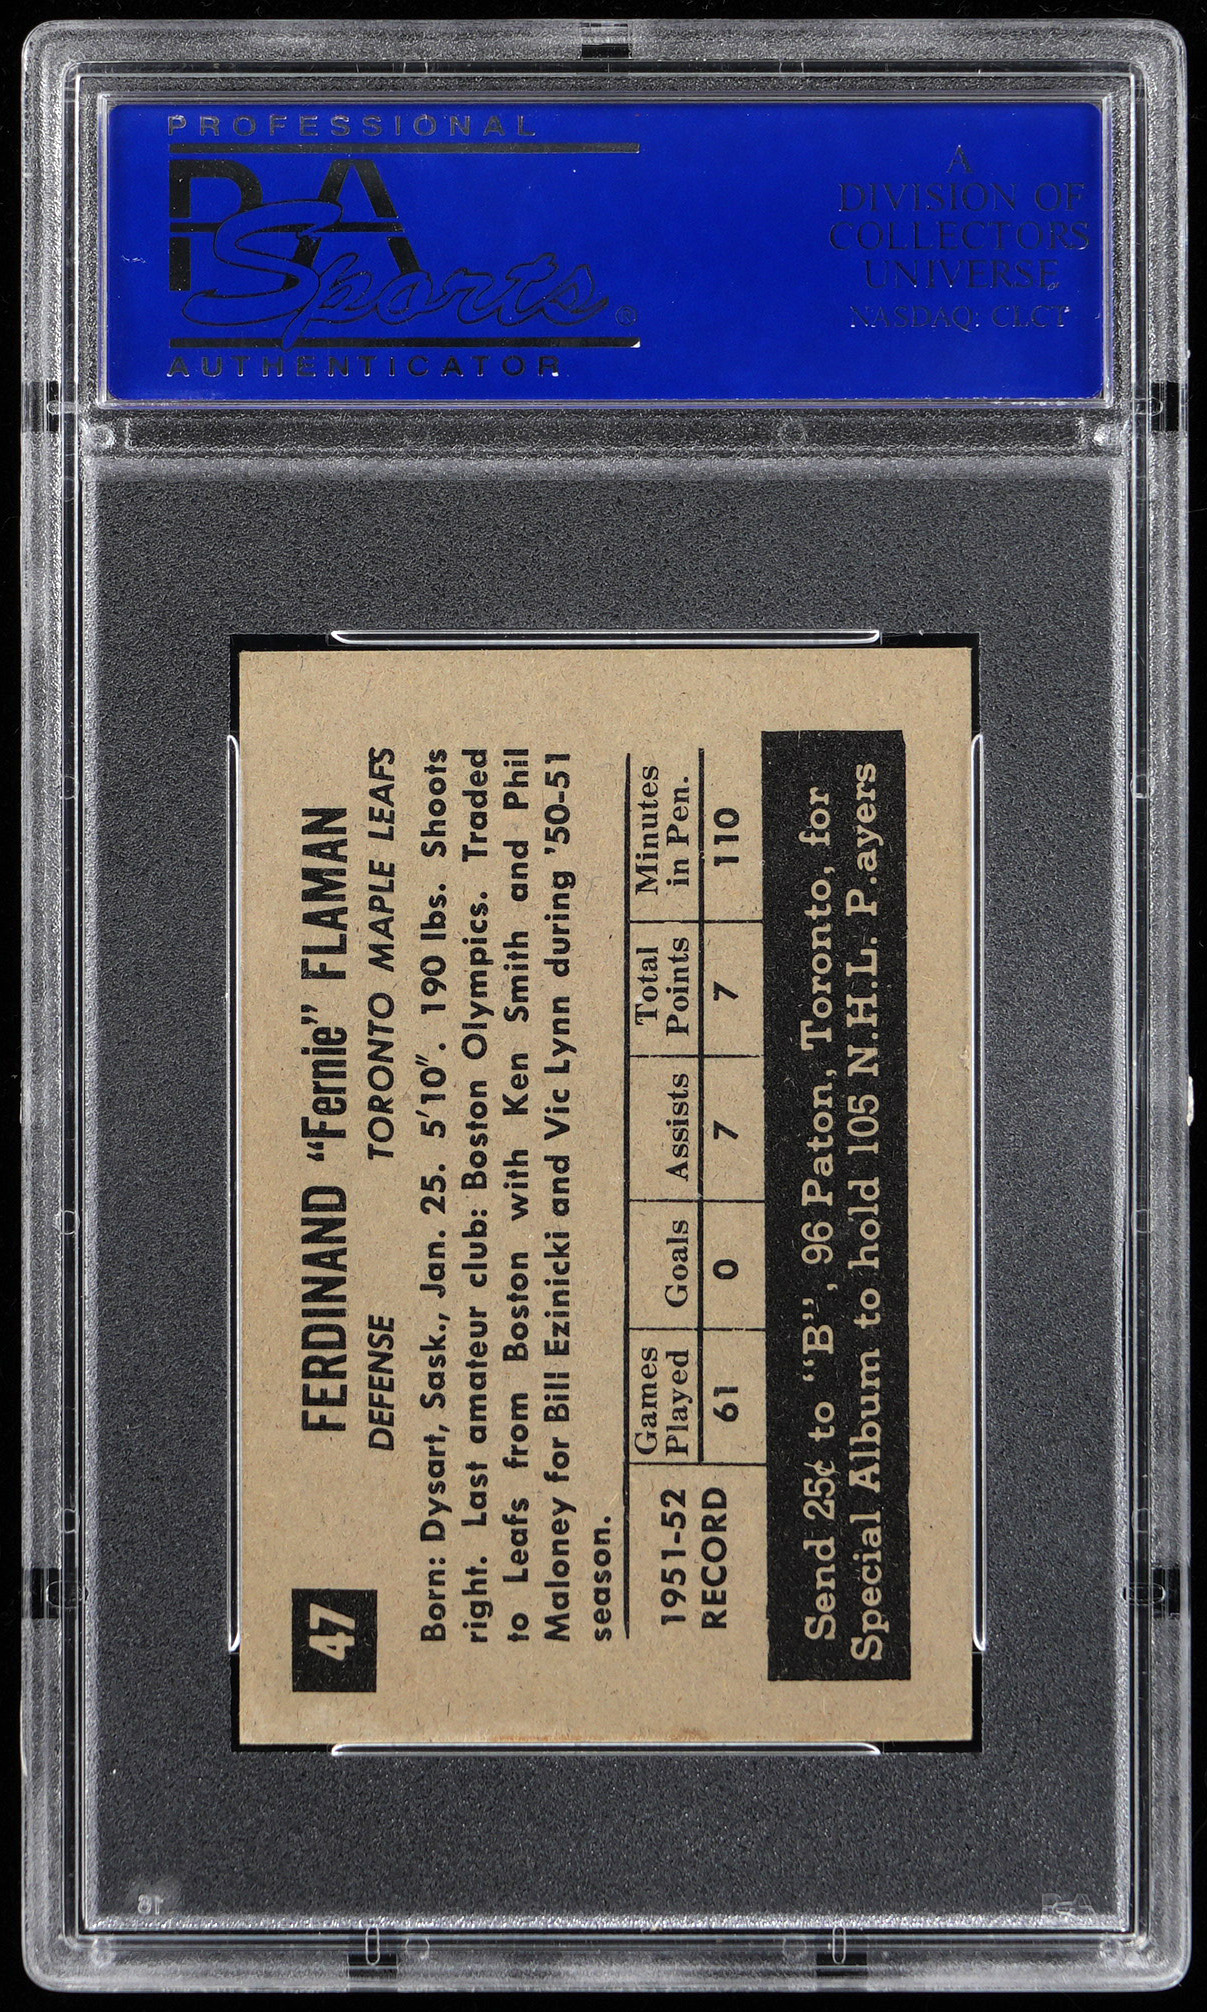 PROFESSIONAL
PSA
Sports®
AUTHENTICATOR
A
DIVISION OF
COLLECTORS
UNIVERSE
NASDAQ: CLCT
47
FERDINAND “Fernie” FLAMAN
DEFENSE TORONTO MAPLE LEAFS
Born: Dysart, Sask., Jan. 25. 5′10″. 190 lbs. Shoots
right. Last amateur club: Boston Olympics. Traded
to Leafs from Boston with Ken Smith and Phil
Maloney for Bill Ezinicki and Vic Lynn during '50-51
season.
1951-52 RECORD
Games Played Goals Assists Total Points Minutes in Pen.
61 0 7 7 110
Send 25¢ to “B”, 96 Paton, Toronto, for
Special Album to hold 105 N.H.L. P.ayers
18
PSA